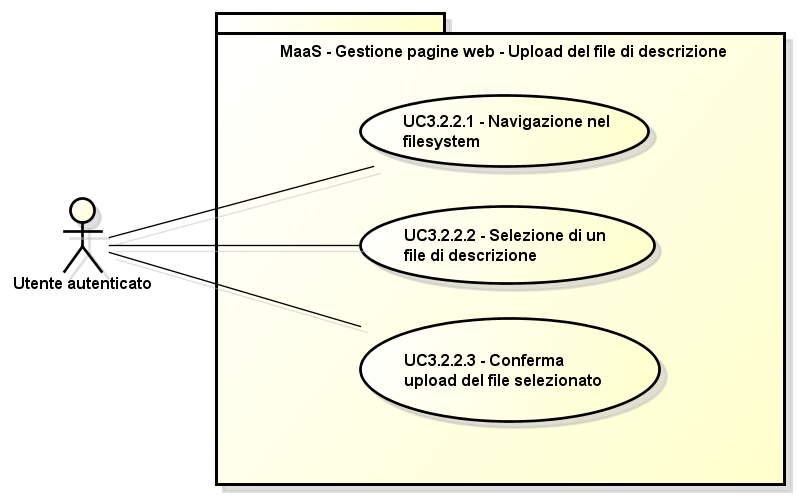 MaaS - Gestione pagine web - Upload del file di descrizione
UC3.2.2.1 - Navigazione nel
filesystem
UC3.2.2.2 - Selezione di un
file di descrizione
Utente autenticato
UC3.2.2.3 - Conferma
upload del file selezionato